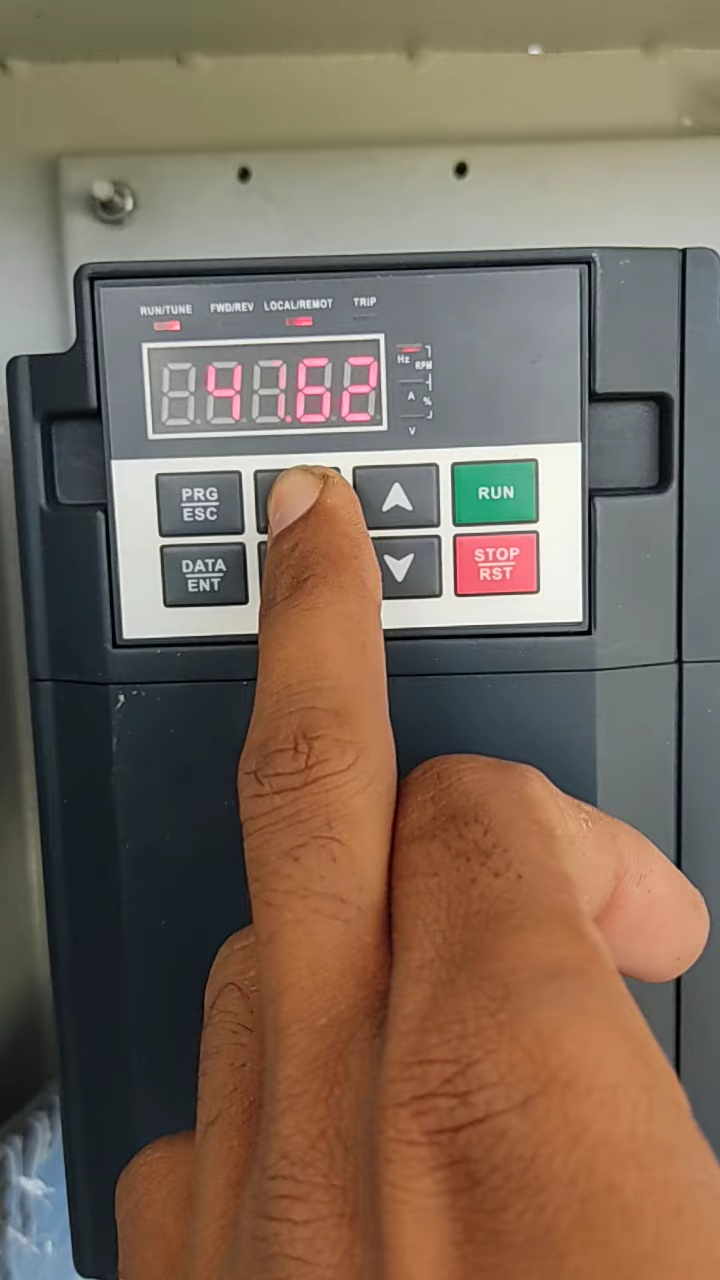 RUN/TUNE FWD/REV LOCAL/REMOT TRIP
41.62
Hz RPM
A %
V
PRG
ESC
RUN
DATA
ENT
STOP
RST